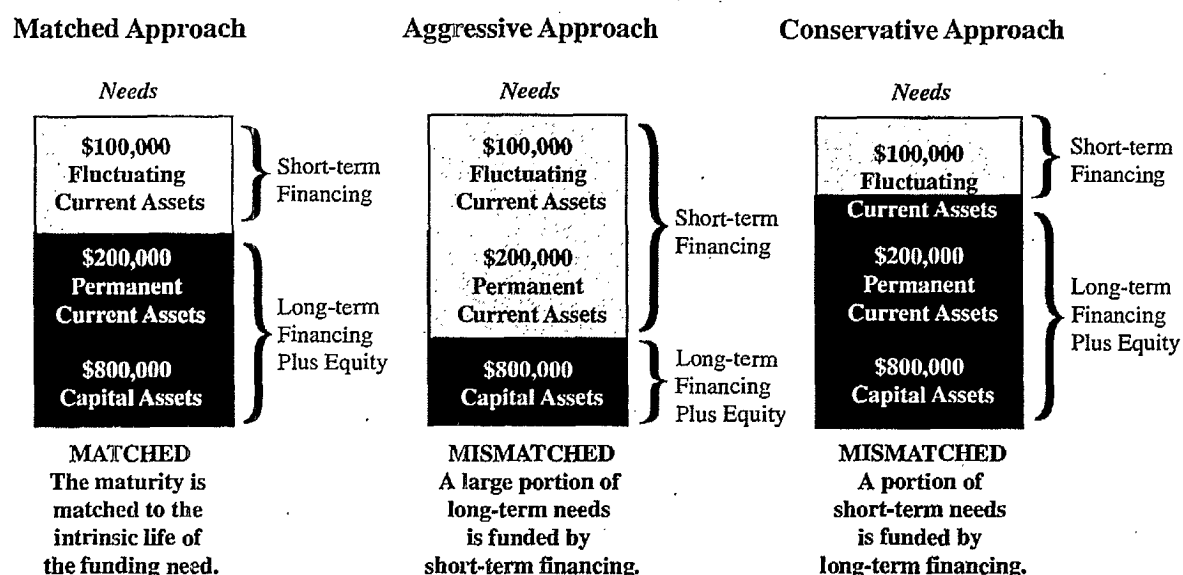 Matched Approach
Needs
$100,000
Fluctuating
Current Assets
Short-term
Financing
$200,000
Permanent
Current Assets
$800,000
Capital Assets
Long-term
Financing
Plus Equity
MATCHED
The maturity is
matched to the
intrinsic life of
the funding need.
Aggressive Approach
Needs
$100,000
Fluctuating
Current Assets
$200,000
Permanent
Current Assets
Short-term
Financing
$800,000
Capital Assets
Long-term
Financing
Plus Equity
MISMATCHED
A large portion of
long-term needs
is funded by
short-term financing.
Conservative Approach
Needs
$100,000
Fluctuating
Current Assets
Short-term
Financing
$200,000
Permanent
Current Assets
$800,000
Capital Assets
Long-term
Financing
Plus Equity
MISMATCHED
A portion of
short-term needs
is funded by
long-term financing.